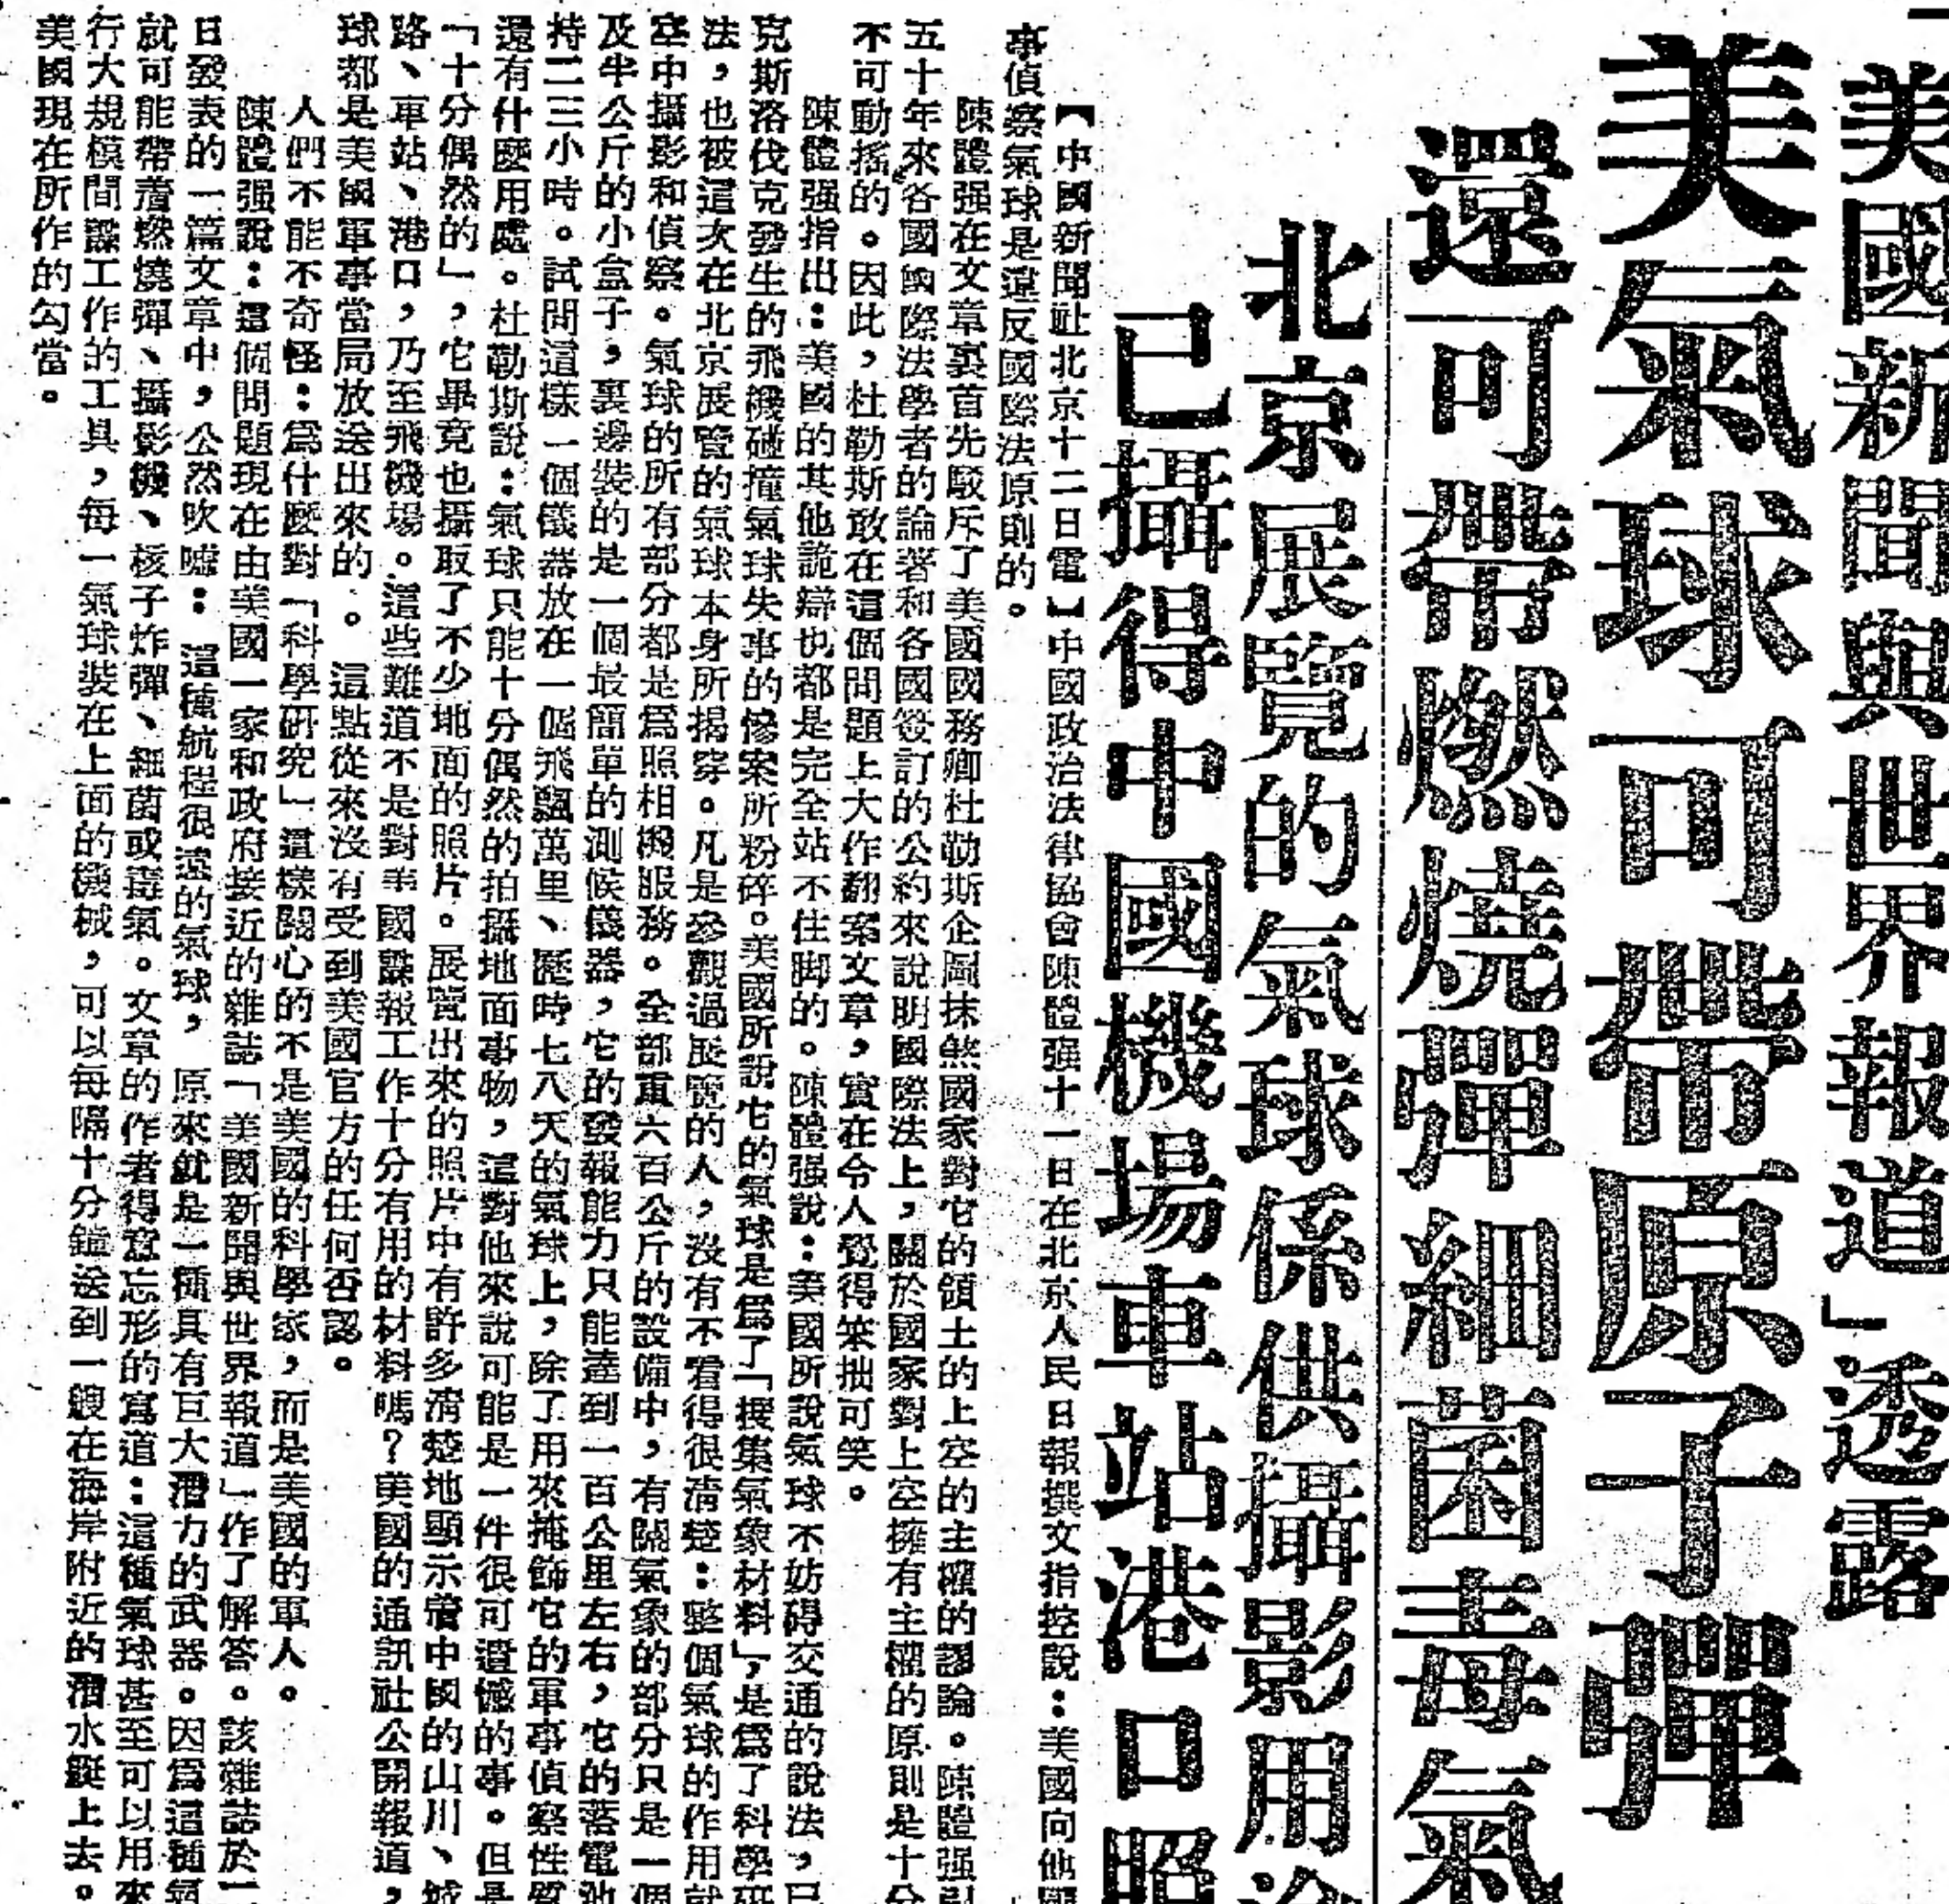 美國新聞與世界報道」透露
美氣球可帶原子彈
還可帶燃燒彈細菌毒氣
北京展覽的氣球係供攝影用
已攝得中國機場車站港口照
【中國新聞社北京十二日電】中國政治法律協會陳體强十一日在北京人民日報撰文指控說：美國向他國
事偵察氣球是違反國際法原則的。
陳體强在文章裏首先駁斥了美國國務卿杜勒斯企圖抹煞國家對它的領土的上空的主權的謬論。陳體强引
五十年來各國國際法學者的論著和各國簽訂的公約來說明國際法上，關於國家對上空擁有主權的原則是十分
不可動搖的。因此，杜勒斯敢在這個問題上大作翻案文章，實在令人覺得笨拙可笑。
陳體强指出：美國的其他詭辯也都是完全站不住脚的。陳體强說：美國所說氣球不妨碍交通的說法，已
克斯洛伐克發生的飛機碰撞氣球失事的慘案所粉碎。美國所說它的氣球是爲了「搜集氣象材料」，是爲了科學研
法，也被這次在北京展覽的氣球本身所揭穿。凡是參觀過展覽的人，沒有不看得很清楚：整個氣球的作用就
空中攝影和偵察。氣球的所有部分都是爲照相機服務。全部重六百公斤的設備中，有關氣象的部分只是一個
及半公斤的小盒子，裏邊裝的是一個最簡單的測候儀器，它的發報能力只能達到一百公里左右，它的蓄電池
持二三小時。試問這樣一個儀器放在一個飛飄萬里、歷時七八天的氣球上，除了用來掩飾它的軍事偵察性質
還有什麼用處。杜勒斯說：氣球只能十分偶然的拍攝地面事物，這對他來說可能是一件很可遺憾的事。但是
「十分偶然的」，它畢竟也攝取了不少地面的照片。展覽出來的照片中有許多清楚地顯示着中國的山川、城
路、車站、港口，乃至飛機場。這些難道不是對美國諜報工作十分有用的材料嗎？美國的通訊社公開報道，
球都是美國軍事當局放送出來的。這點從來沒有受到美國官方的任何否認。
人們不能不奇怪：爲什麼對「科學硏究」這樣關心的不是美國的科學家，而是美國的軍人。
陳體强說：這個問題現在由美國一家和政府接近的雜誌「美國新聞與世界報道」作了解答。該雜誌於一
日發表的一篇文章中，公然吹噓：這種航程很遠的氣球，原來就是一種具有巨大潛力的武器。因爲這種氣
就可能帶着燃燒彈、攝影機、核子炸彈、細菌或毒氣。文章的作者得意忘形的寫道：這種氣球甚至可以用來
行大規模間諜工作的工具，每一氣球裝在上面的機械，可以每隔十分鐘送到一艘在海岸附近的潛水艇上去。
美國現在所作的勾當。